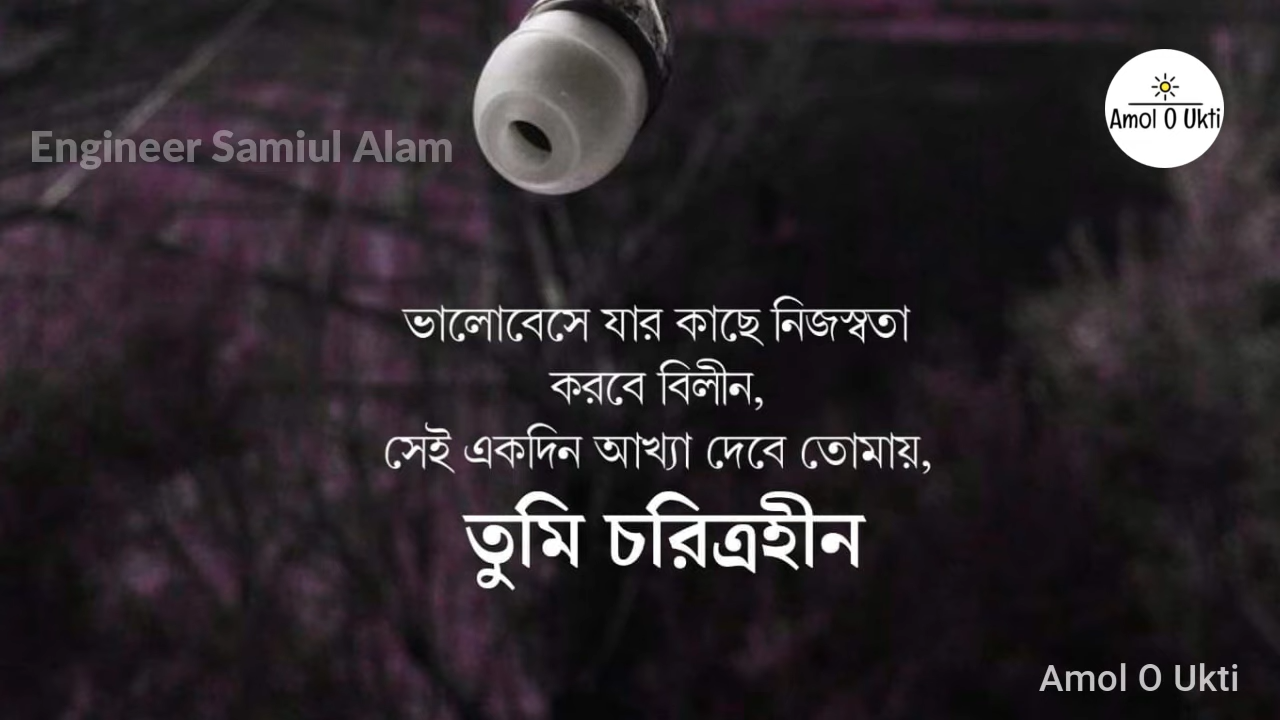 Amol O Ukti
Engineer Samiul Alam
ভালোবেসে যার কাছে নিজস্বতা
করবে বিলীন,
সেই একদিন আখ্যা দেবে তোমায়,
তুমি চরিত্রহীন
Amol O Ukti